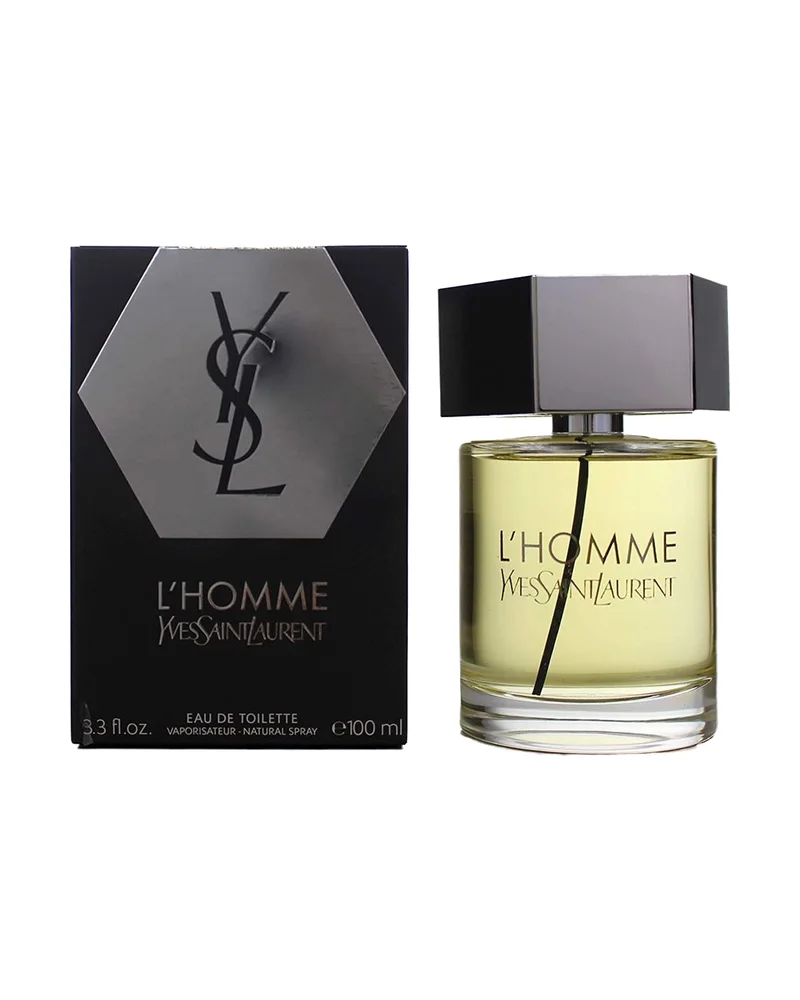 YSL
L'HOMME
YVESSAINTLAURENT
3.3 fl.oz.
EAU DE TOILETTE
VAPORISATEUR - NATURAL SPRAY
℮100 ml
L'HOMME
YVESSAINTLAURENT